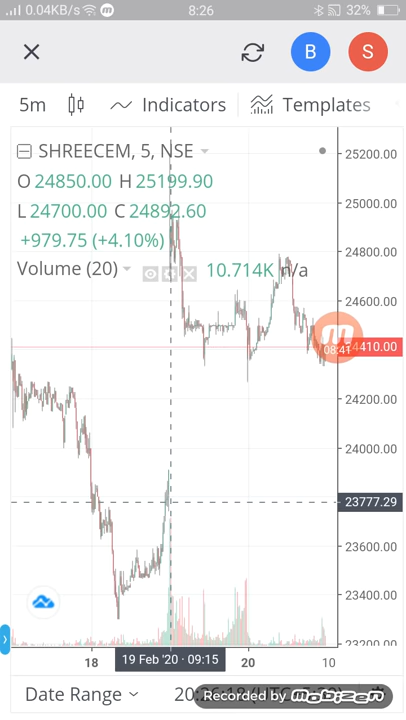 0.04KB/s 8:26 32%
B S
5m Indicators Templates
SHREECEM, 5, NSE
O 24850.00 H 25199.90
L 24700.00 C 24892.60
+979.75 (+4.10%)
Volume (20) 10.714K n/a
25200.00
25000.00
24800.00
24600.00
08:41
4410.00
24200.00
24000.00
23777.29
23600.00
23400.00
23200.00
18 19 Feb '20 · 09:15 20 10
Date Range
Recorded by mobizen